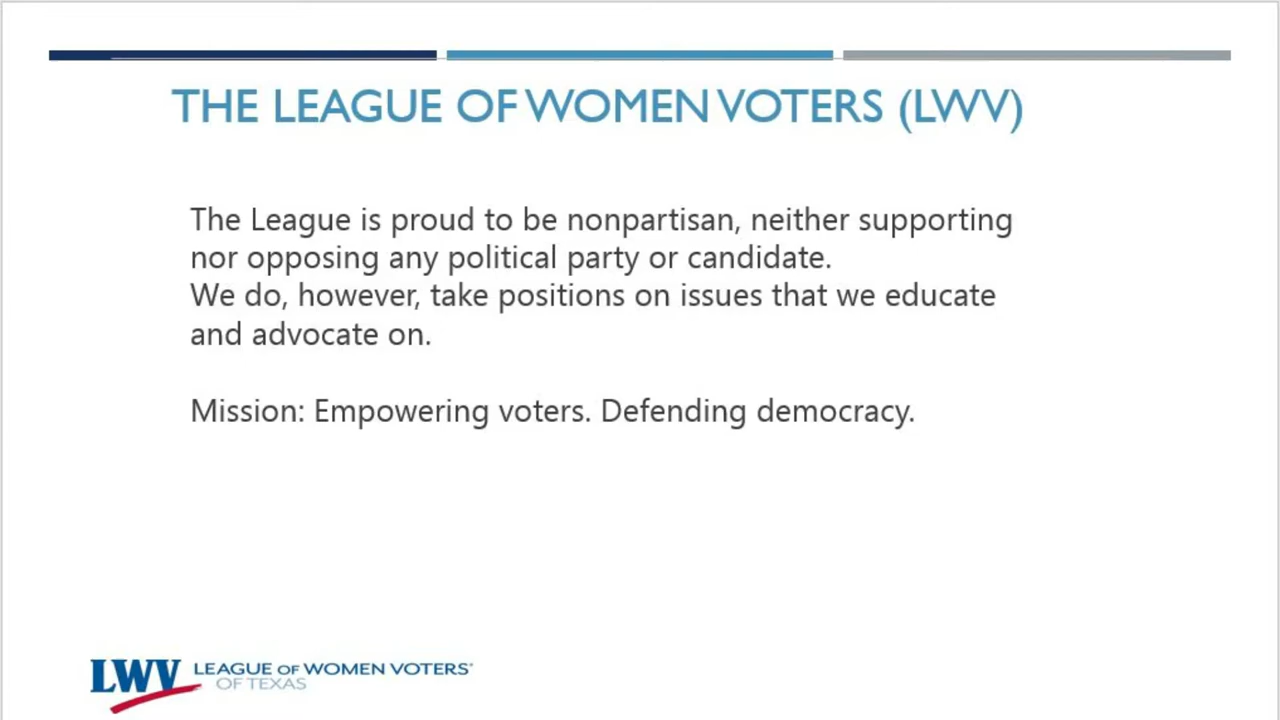 THE LEAGUE OF WOMEN VOTERS (LWV)
The League is proud to be nonpartisan, neither supporting
nor opposing any political party or candidate.
We do, however, take positions on issues that we educate
and advocate on.
Mission: Empowering voters. Defending democracy.
LWV LEAGUE OF WOMEN VOTERS®
OF TEXAS